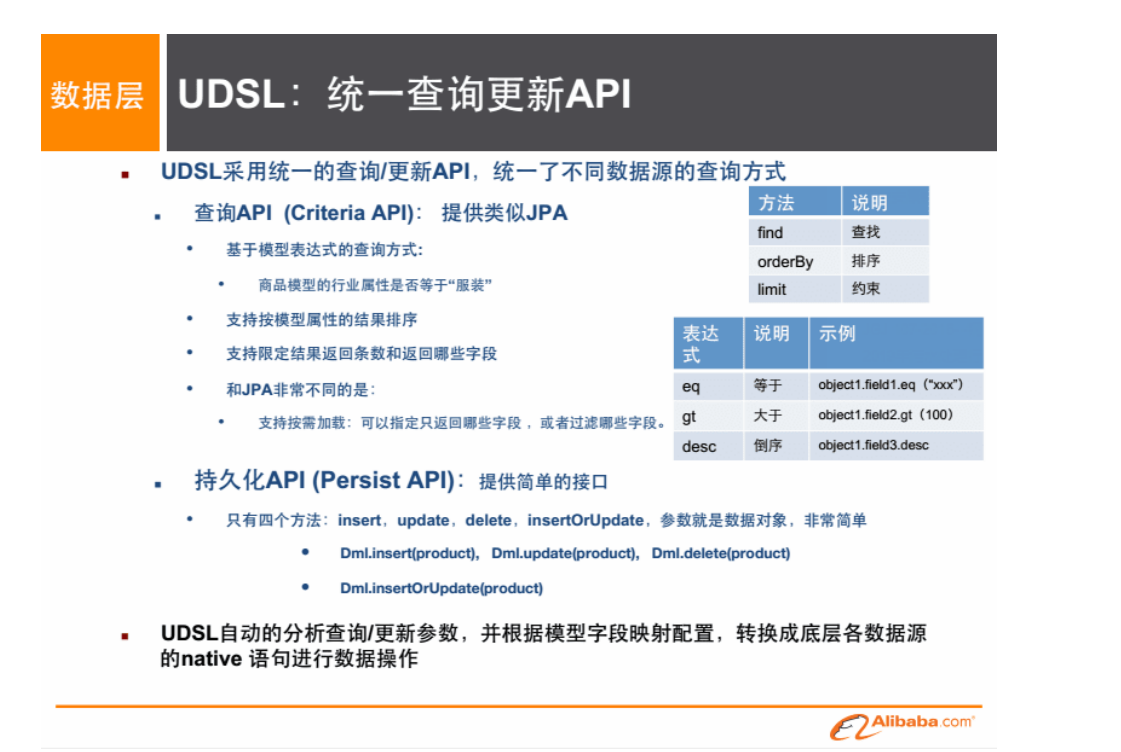 数据层
UDSL：统一查询更新API
UDSL采用统一的查询/更新API，统一了不同数据源的查询方式
查询API (Criteria API)： 提供类似JPA
基于模型表达式的查询方式:
商品模型的行业属性是否等于“服装”
支持按模型属性的结果排序
支持限定结果返回条数和返回哪些字段
和JPA非常不同的是：
支持按需加载：可以指定只返回哪些字段 ，或者过滤哪些字段。
方法 说明
find 查找
orderBy 排序
limit 约束
表达式 说明 示例
eq 等于 object1.field1.eq（“xxx”）
gt 大于 object1.field2.gt（100）
desc 倒序 object1.field3.desc
持久化API (Persist API)：提供简单的接口
只有四个方法：insert，update，delete，insertOrUpdate，参数就是数据对象，非常简单
Dml.insert(product)，Dml.update(product)，Dml.delete(product)
Dml.insertOrUpdate(product)
UDSL自动的分析查询/更新参数，并根据模型字段映射配置，转换成底层各数据源
的native 语句进行数据操作
Alibaba.com